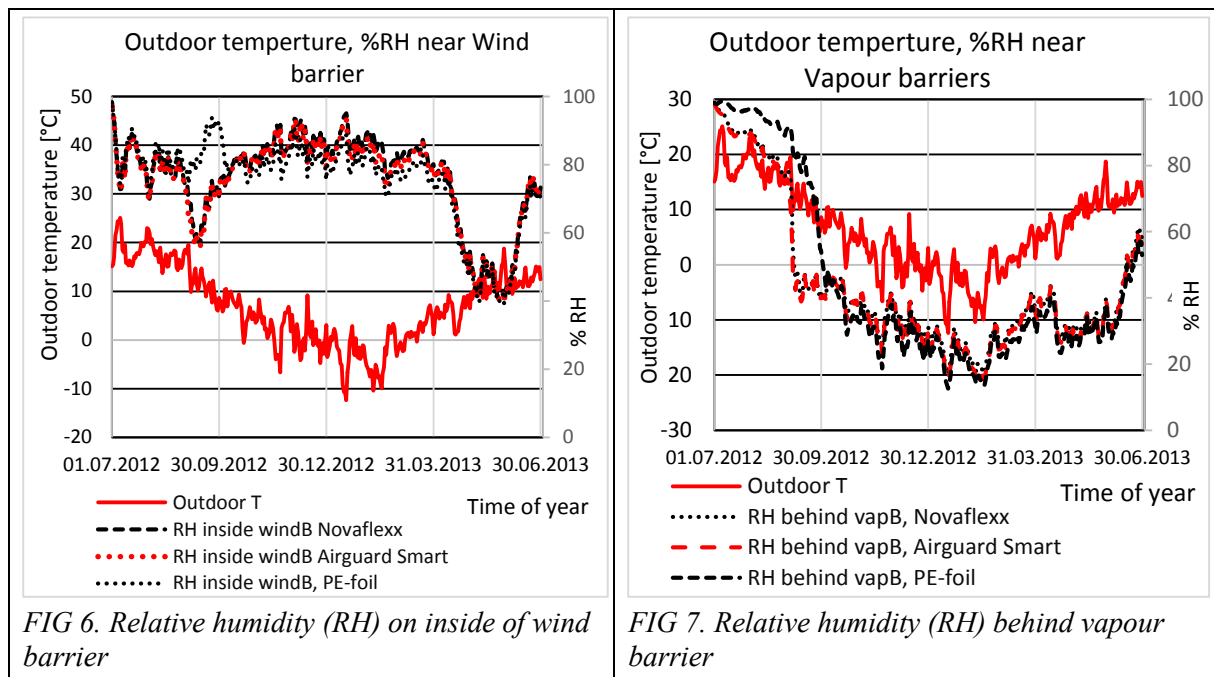 Outdoor temperture, %RH near Wind
barrier
Outdoor temperature [°C]
50
40
30
20
10
0
-10
-20
100
80
60
40
20
0
% RH
01.07.2012 30.09.2012 30.12.2012 31.03.2013 30.06.2013
Time of year
Outdoor T
RH inside windB Novaflexx
RH inside windB Airguard Smart
RH inside windB, PE-foil
FIG 6. Relative humidity (RH) on inside of wind
barrier
Outdoor temperture, %RH near
Vapour barriers
Outdoor temperature [°C]
30
20
10
0
10
20
-30
100
80
60
40
20
0
% RH
01.07.2012 30.09.2012 30.12.2012 31.03.2013 30.06.2013
Time of year
Outdoor T
RH behind vapB, Novaflexx
RH behind vapB, Airguard Smart
RH behind vapB, PE-foil
FIG 7. Relative humidity (RH) behind vapour
barrier